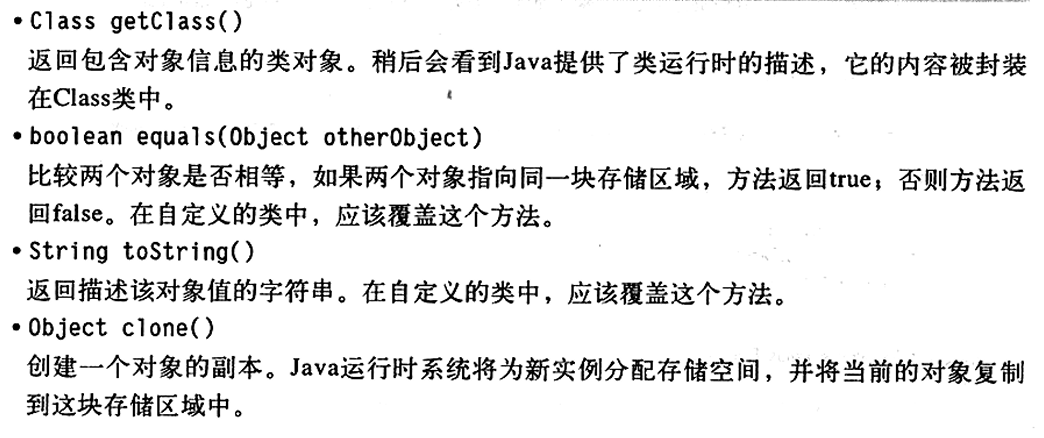 • Class getClass()
返回包含对象信息的类对象。稍后会看到Java提供了类运行时的描述，它的内容被封装
在Class类中。
• boolean equals(Object otherObject)
比较两个对象是否相等，如果两个对象指向同一块存储区域，方法返回true；否则方法返
回false。在自定义的类中，应该覆盖这个方法。
• String toString()
返回描述该对象值的字符串。在自定义的类中，应该覆盖这个方法。
• Object clone()
创建一个对象的副本。Java运行时系统将为新实例分配存储空间，并将当前的对象复制
到这块存储区域中。